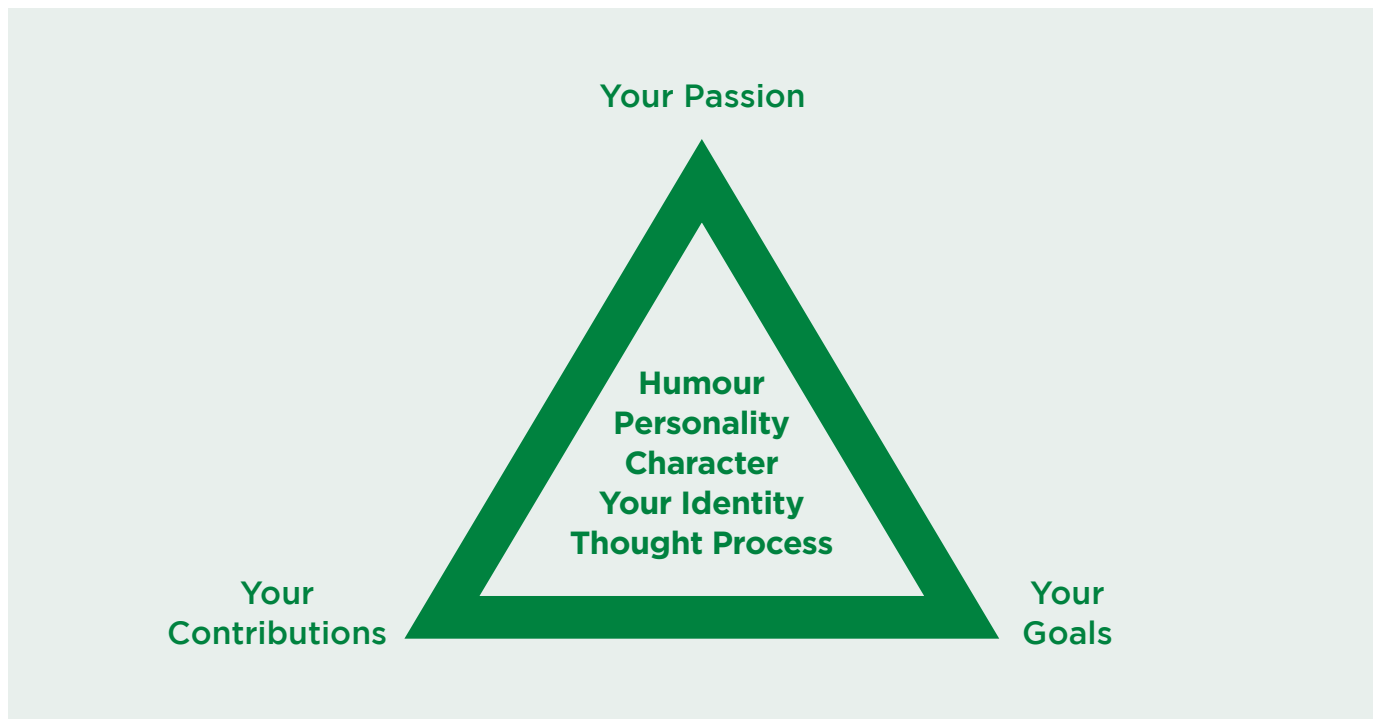 Your Passion
Humour
Personality
Character
Your Identity
Thought Process
Your
Contributions
Your
Goals